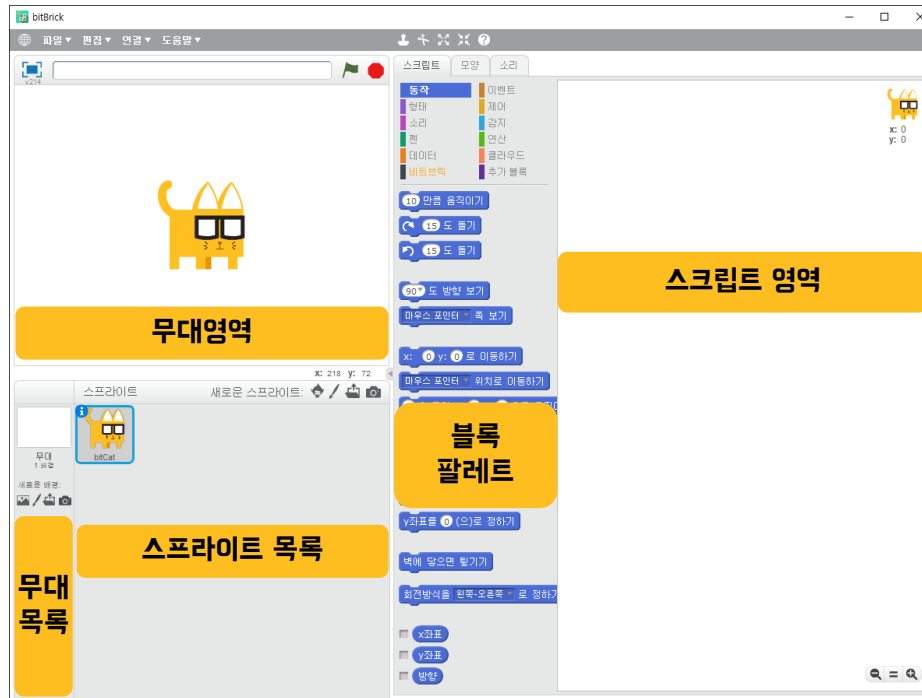 bitBrick
파일 편집 연결 도움말
v214
스크립트 모양 소리
동작 이벤트
형태 제어
소리 감지
펜 연산
데이터 클라우드
비트브릭 추가 블록
x: 0
y: 0
10 만큼 움직이기
15 도 돌기
15 도 돌기
90 도 방향 보기
마우스 포인터 쪽 보기
x: 0 y: 0 로 이동하기
마우스 포인터 위치로 이동하기
y좌표를 0 (으)로 정하기
벽에 닿으면 튕기기
회전방식을 왼쪽-오른쪽 로 정하기
x좌표
y좌표
방향
무대영역
스크립트 영역
블록
팔레트
x: 218 y: 72
스프라이트 새로운 스프라이트:
bitCat
무대
1 배경
새로운 배경:
스프라이트 목록
무대
목록